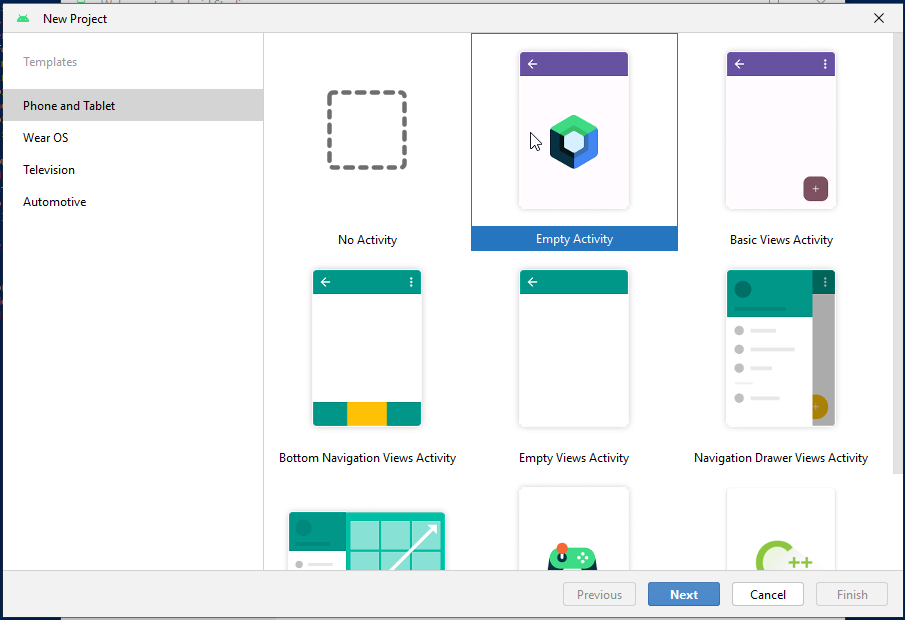 New Project
Templates
Phone and Tablet
Wear OS
Television
Automotive
No Activity
Empty Activity
Basic Views Activity
Bottom Navigation Views Activity
Empty Views Activity
Navigation Drawer Views Activity
++
Previous
Next
Cancel
Finish